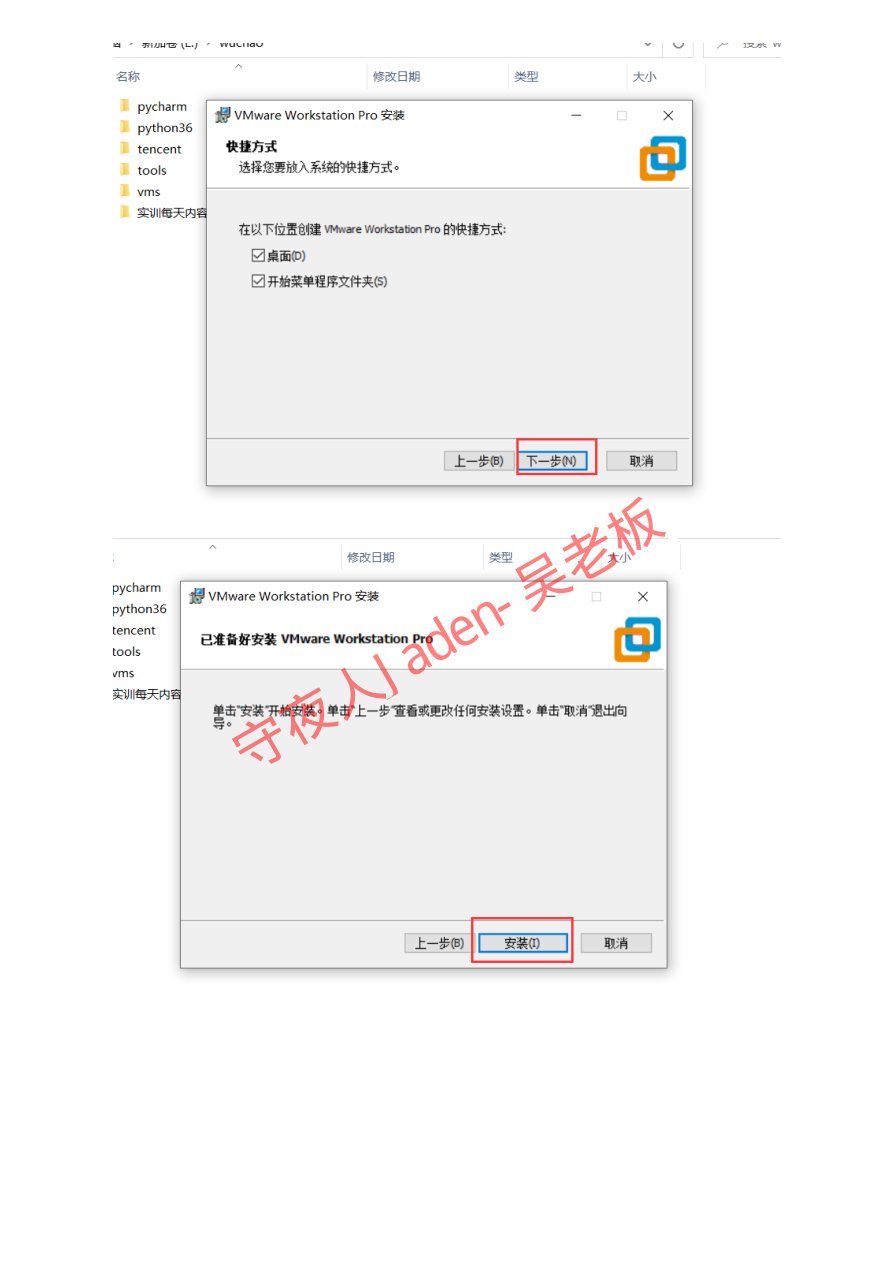 新加卷 (E:) › wuchao
搜索
名称 修改日期 类型 大小
pycharm
python36
tencent
tools
vms
实训每天内容
VMware Workstation Pro 安装
快捷方式
选择您要放入系统的快捷方式。
在以下位置创建 VMware Workstation Pro 的快捷方式:
桌面(D)
开始菜单程序文件夹(S)
上一步(B) 下一步(N) 取消
修改日期 类型 大小
pycharm
python36
tencent
tools
vms
实训每天内容
VMware Workstation Pro 安装
已准备好安装 VMware Workstation Pro
单击"安装"开始安装。单击"上一步"查看或更改任何安装设置。单击"取消"退出向
导。
守夜人J aden-吴老板
上一步(B) 安装(I) 取消